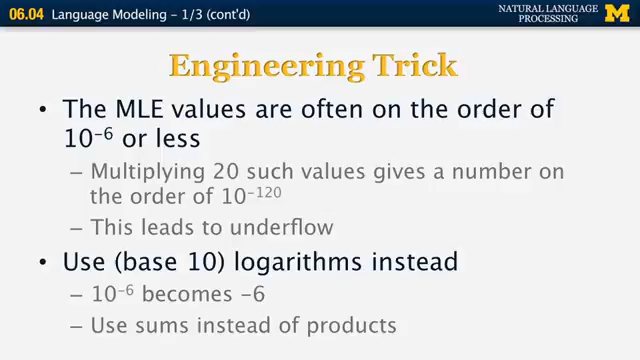 06.04 Language Modeling – 1/3 (cont'd)
NATURAL LANGUAGE
PROCESSING
M
Engineering Trick
• The MLE values are often on the order of
10⁻⁶ or less
– Multiplying 20 such values gives a number on
the order of 10⁻¹²⁰
– This leads to underflow
• Use (base 10) logarithms instead
– 10⁻⁶ becomes -6
– Use sums instead of products